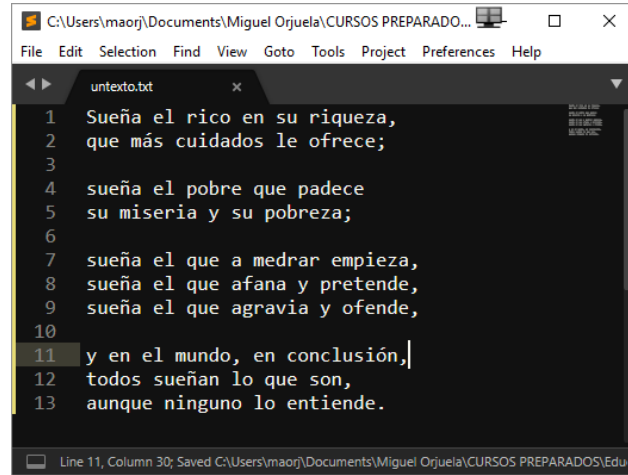 C:\Users\maorj\Documents\Miguel Orjuela\CURSOS PREPARADO...
File Edit Selection Find View Goto Tools Project Preferences Help
untexto.txt
1 Sueña el rico en su riqueza,
2 que más cuidados le ofrece;
3
4 sueña el pobre que padece
5 su miseria y su pobreza;
6
7 sueña el que a medrar empieza,
8 sueña el que afana y pretende,
9 sueña el que agravia y ofende,
10
11 y en el mundo, en conclusión,
12 todos sueñan lo que son,
13 aunque ninguno lo entiende.
Line 11, Column 30; Saved C:\Users\maorj\Documents\Miguel Orjuela\CURSOS PREPARADOS\Edu